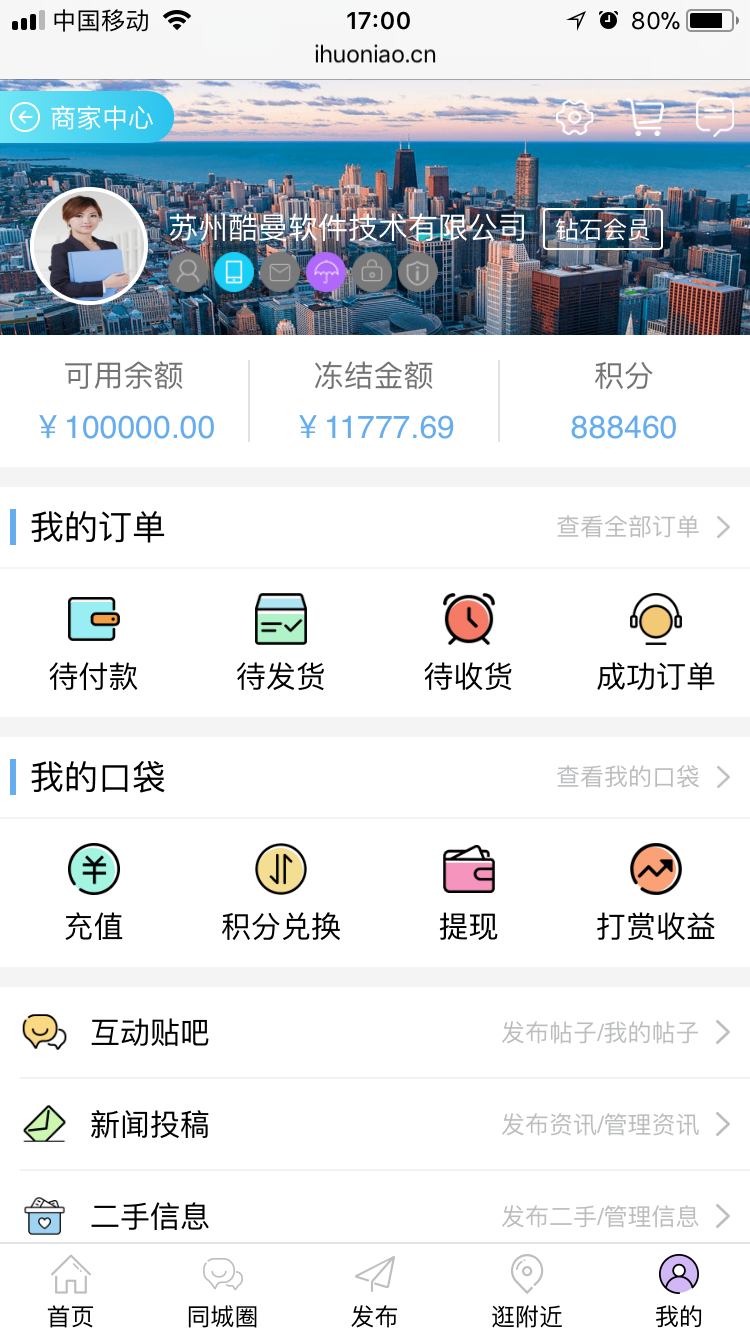 中国移动 17:00 80%
ihuoniao.cn
商家中心
苏州酷曼软件技术有限公司 钻石会员
可用余额 冻结金额 积分
¥100000.00 ¥11777.69 888460
我的订单 查看全部订单
待付款 待发货 待收货 成功订单
我的口袋 查看我的口袋
充值 积分兑换 提现 打赏收益
互动贴吧 发布帖子/我的帖子
新闻投稿 发布资讯/管理资讯
二手信息 发布二手/管理信息
首页 同城圈 发布 逛附近 我的